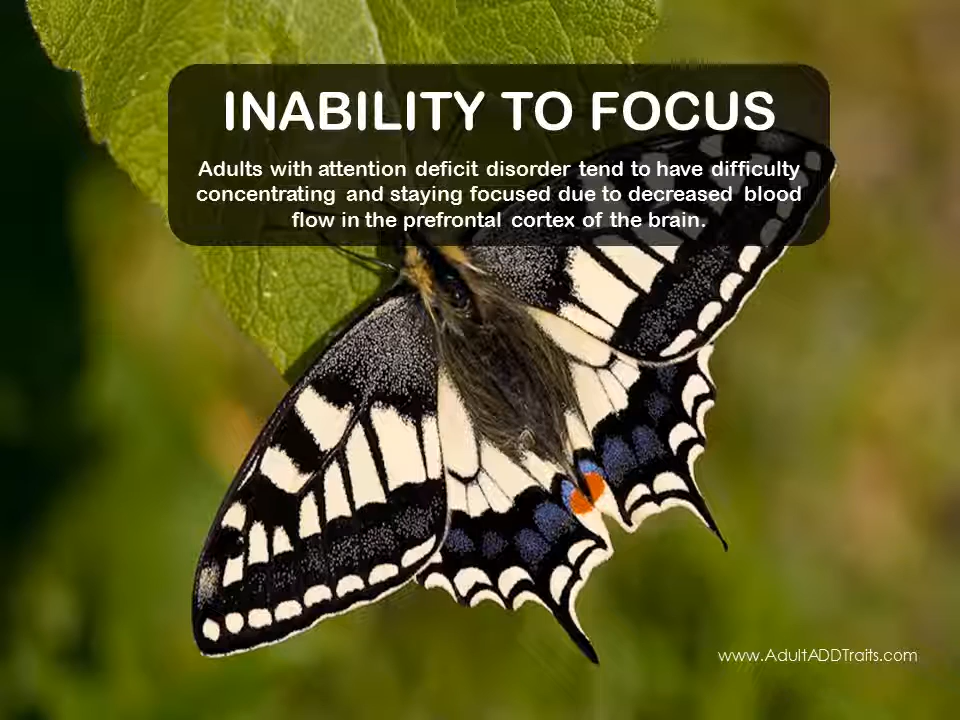 INABILITY TO FOCUS
Adults with attention deficit disorder tend to have difficulty
concentrating and staying focused due to decreased blood
flow in the prefrontal cortex of the brain.
www.AdultADDTraits.com